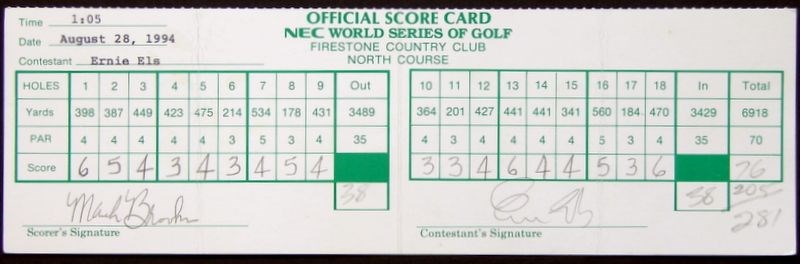 Time 1:05
OFFICIAL SCORE CARD
NEC WORLD SERIES OF GOLF
Date August 28, 1994
FIRESTONE COUNTRY CLUB
Contestant Ernie Els
NORTH COURSE
HOLES 1 2 3 4 5 6 7 8 9 Out 10 11 12 13 14 15 16 17 18 In Total
Yards 398 387 449 423 475 214 534 178 431 3489 364 201 427 441 441 341 560 184 470 3429 6918
PAR 4 4 4 4 4 3 5 3 4 35 4 3 4 4 4 4 5 3 4 35 70
Score 6 5 4 3 4 3 4 5 4 3 3 4 6 4 4 5 3 6 76
38 38 205
281
Scorer's Signature
Contestant's Signature